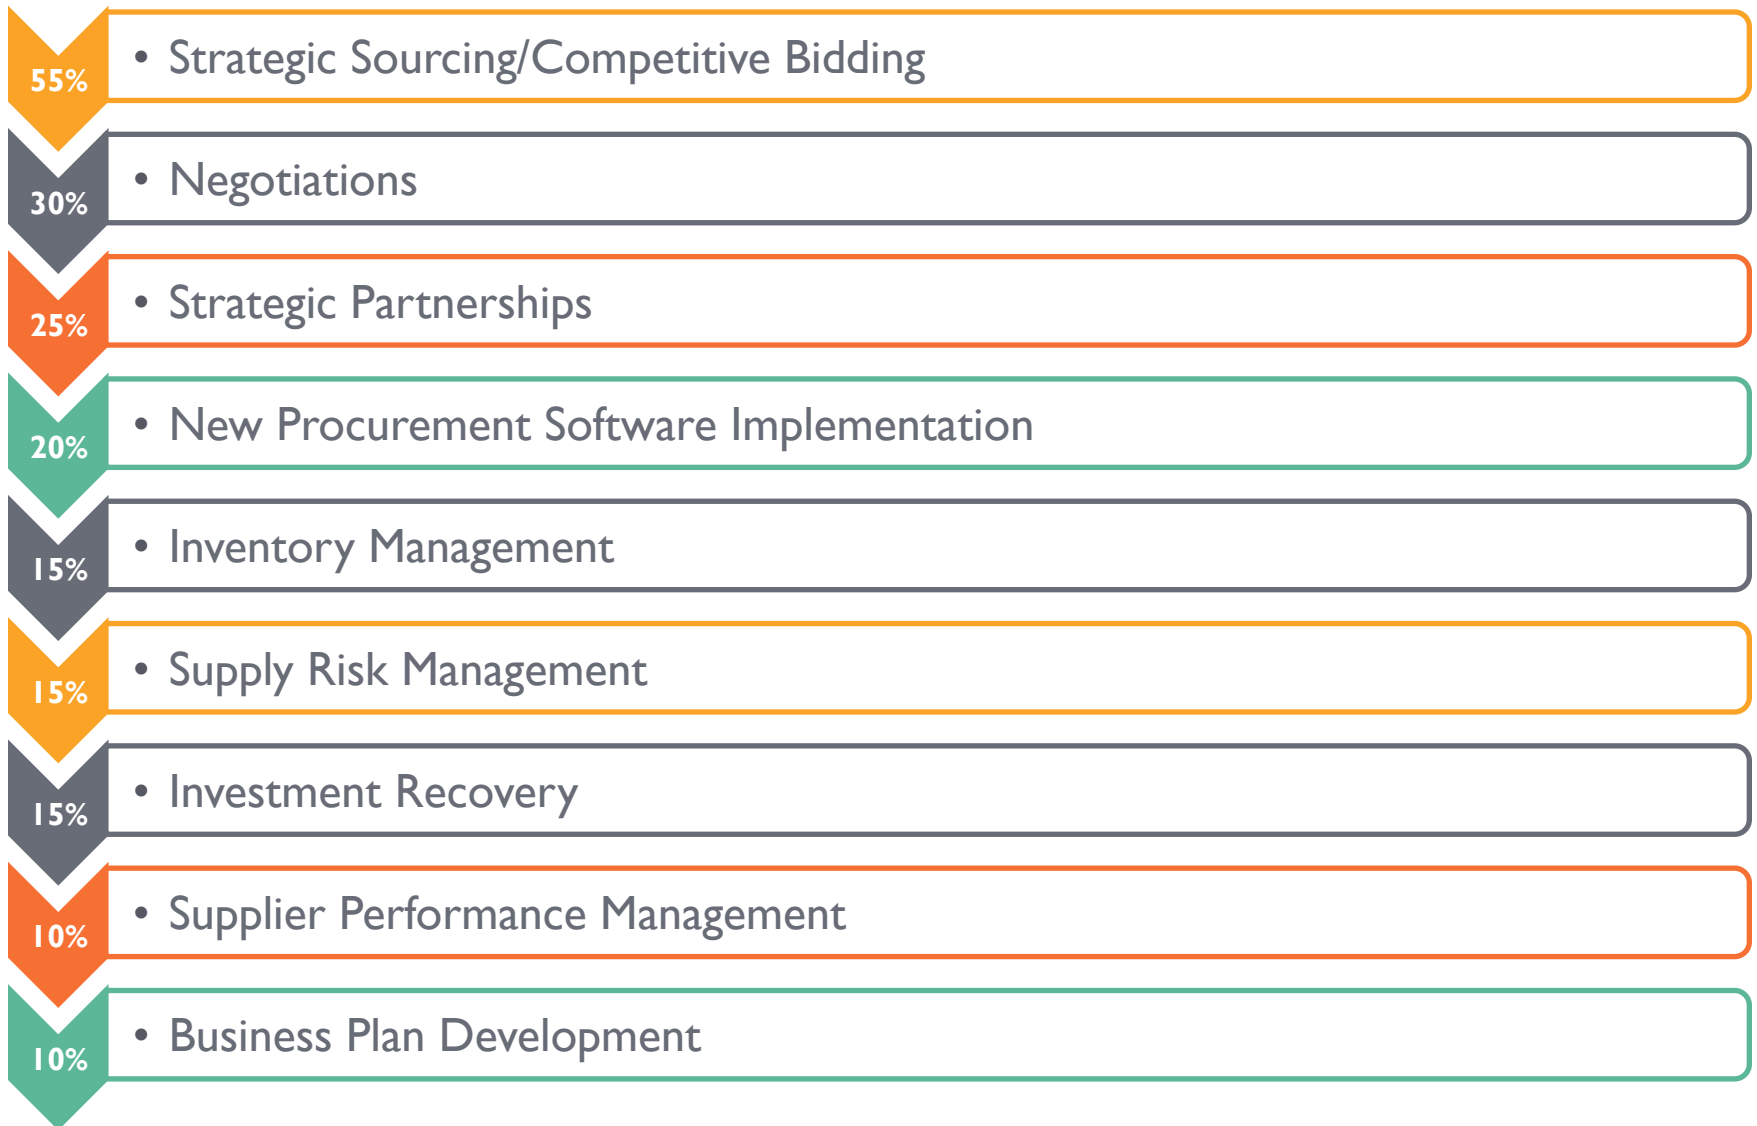 55%
• Strategic Sourcing/Competitive Bidding
30%
• Negotiations
25%
• Strategic Partnerships
20%
• New Procurement Software Implementation
15%
• Inventory Management
15%
• Supply Risk Management
15%
• Investment Recovery
10%
• Supplier Performance Management
10%
• Business Plan Development